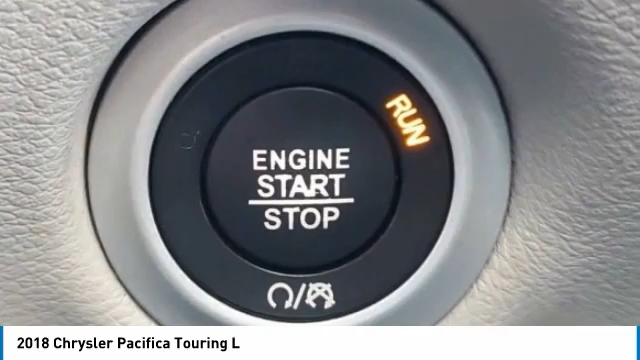 RUN
ENGINE
START
STOP
2018 Chrysler Pacifica Touring L